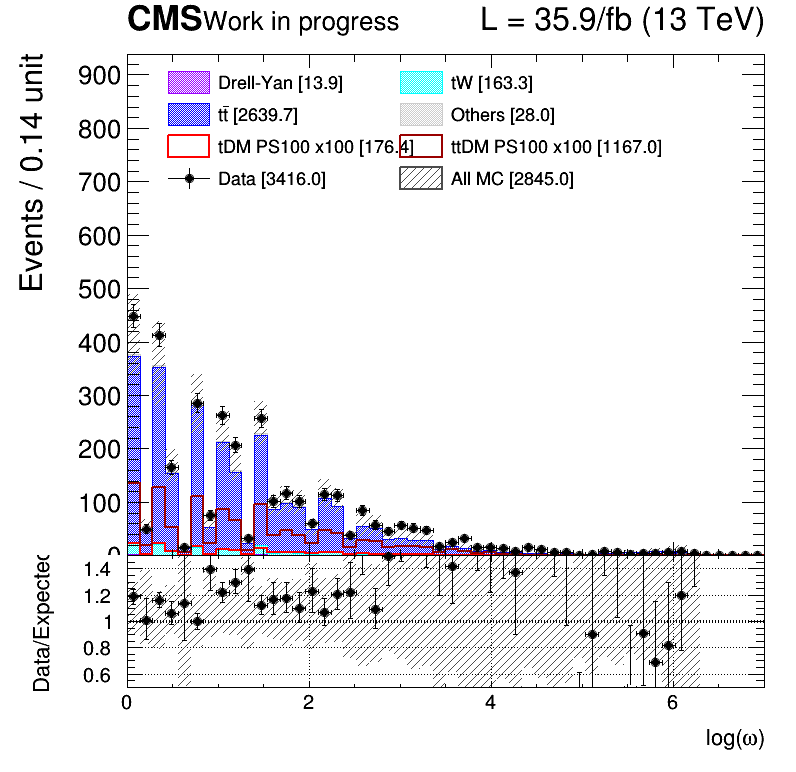 CMS Work in progress L = 35.9/fb (13 TeV)
Events / 0.14 unit
900
800
700
600
500
400
300
200
100
0
Drell-Yan [13.9] tW [163.3]
tt̄ [2639.7] Others [28.0]
tDM PS100 x100 [176.4] ttDM PS100 x100 [1167.0]
Data [3416.0] All MC [2845.0]
Data/Expected
1.4
1.2
1
0.8
0.6
0 2 4 6
log(ω)